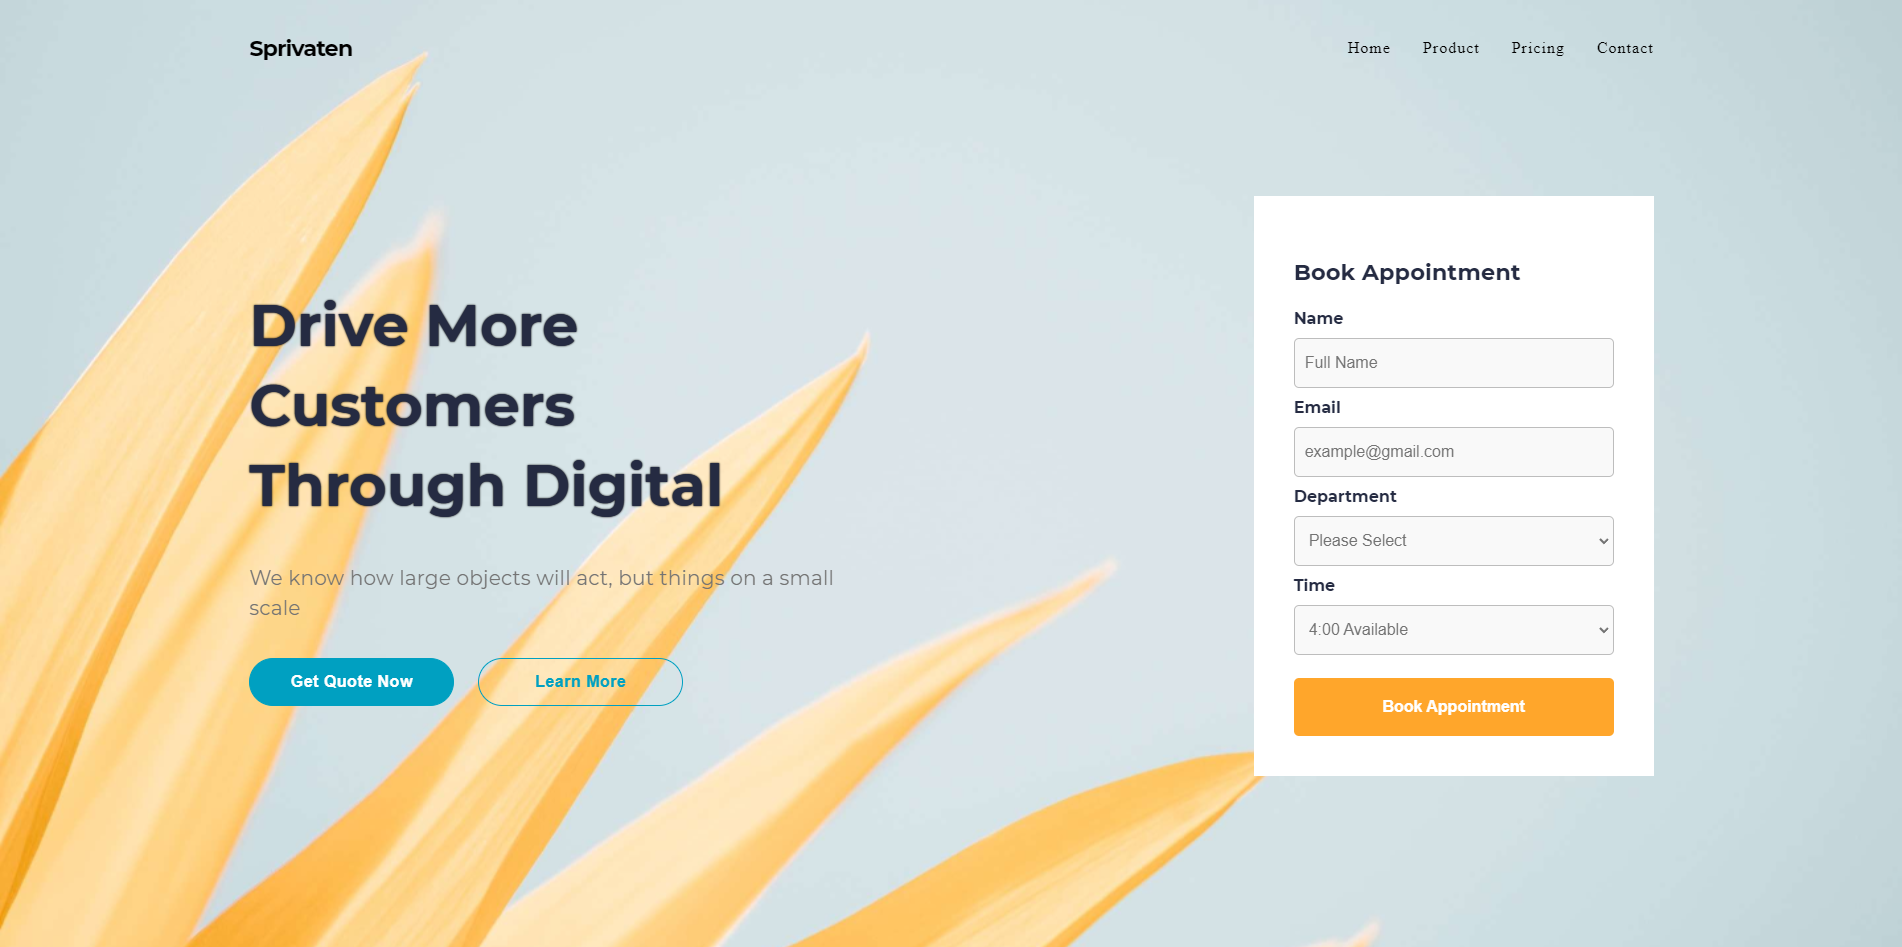 Sprivaten
Home Product Pricing Contact
Drive More
Customers
Through Digital
We know how large objects will act, but things on a small
scale
Get Quote Now
Learn More
Book Appointment
Name
Full Name
Email
example@gmail.com
Department
Please Select
Time
4:00 Available
Book Appointment